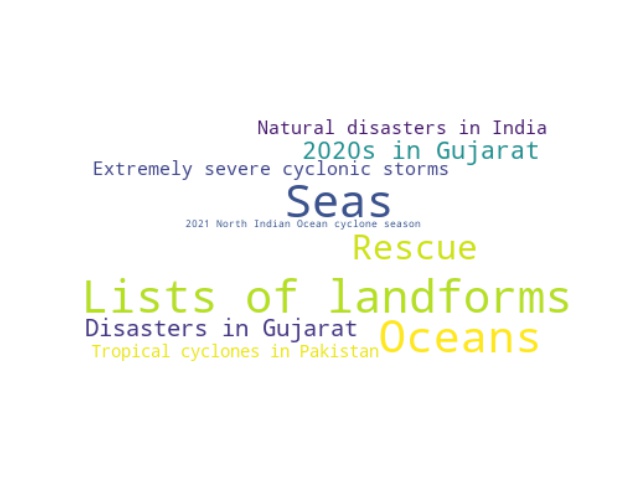 Natural disasters in India
2020s in Gujarat
Extremely severe cyclonic storms
Seas
2021 North Indian Ocean cyclone season
Rescue
Lists of landforms
Disasters in Gujarat
Oceans
Tropical cyclones in Pakistan